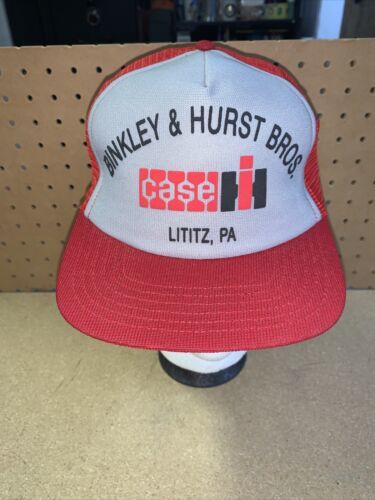 BINKLEY & HURST BROS.
case IH
LITITZ, PA